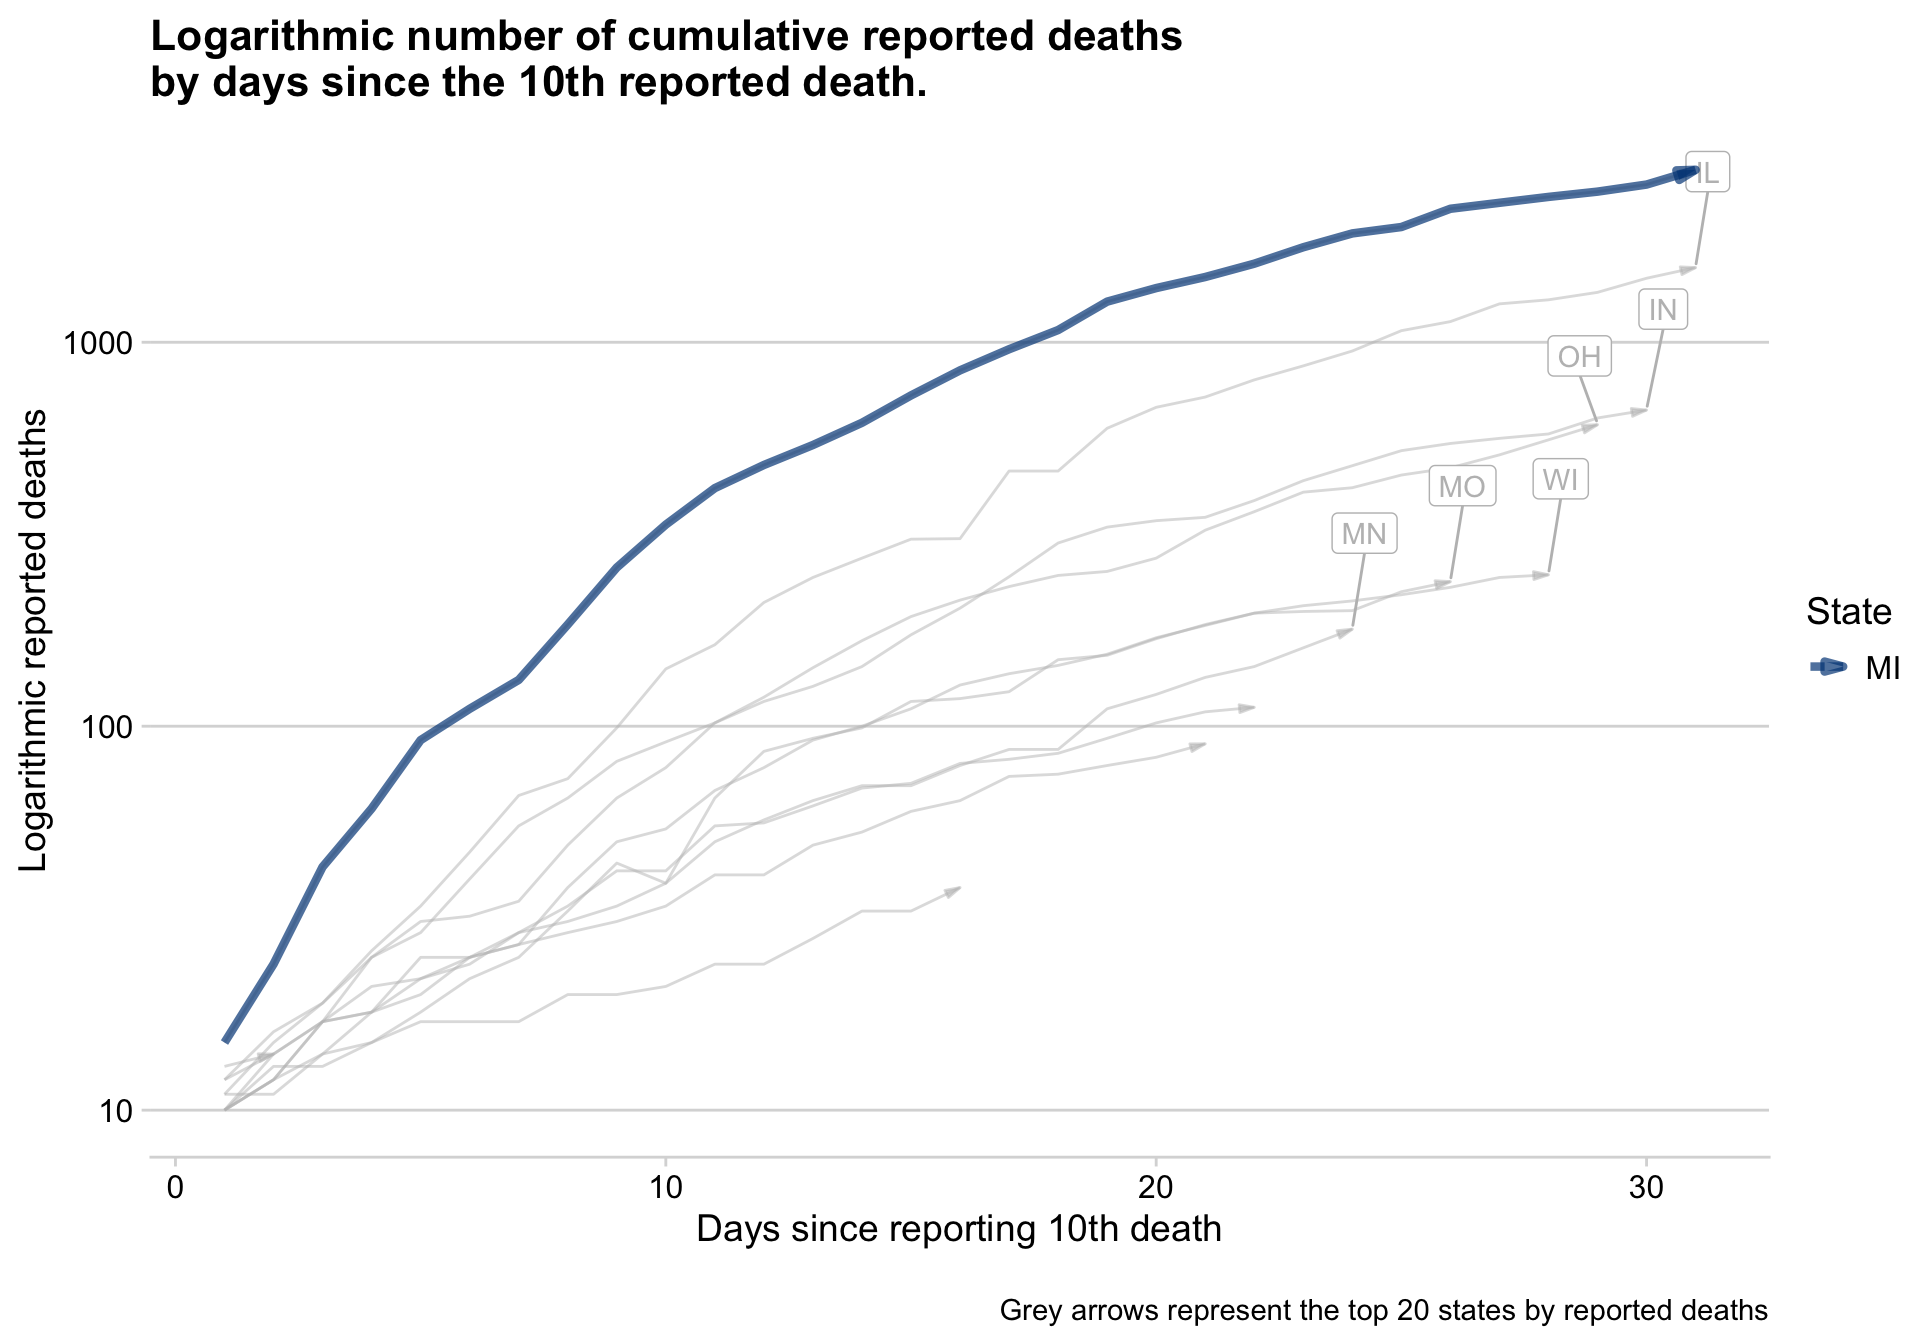 Logarithmic number of cumulative reported deaths
by days since the 10th reported death.
IL
IN
1000
OH
WI
MO
MN
Logarithmic reported deaths
State
MI
100
10
0 10 20 30
Days since reporting 10th death
Grey arrows represent the top 20 states by reported deaths